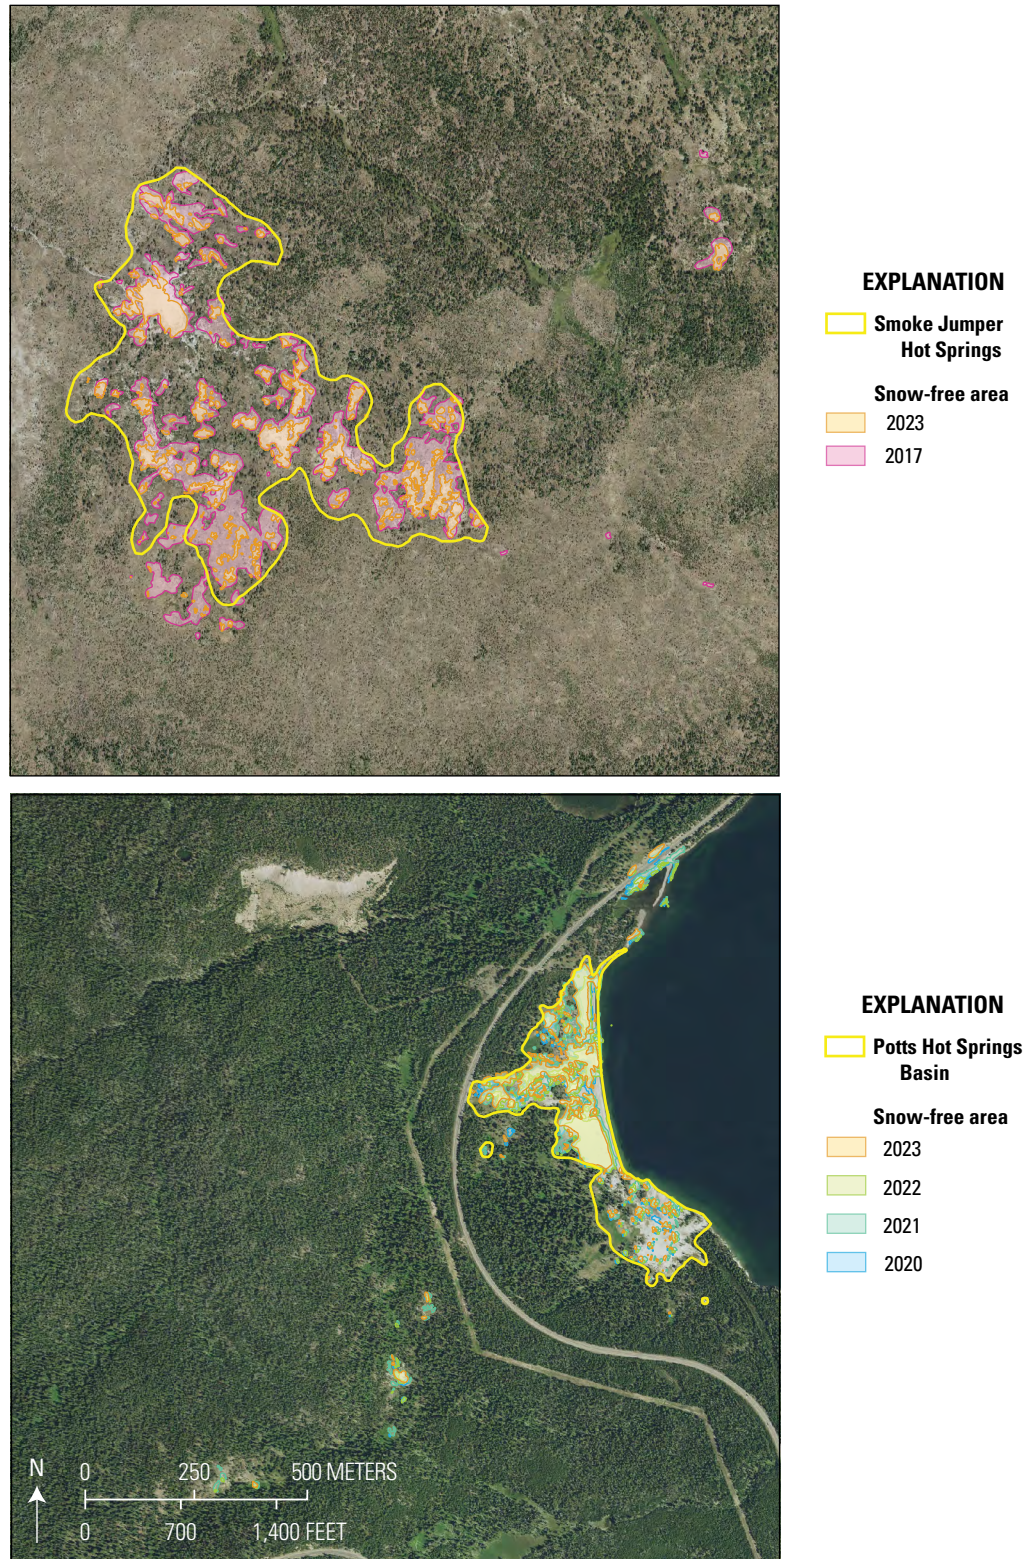 EXPLANATION
Smoke Jumper
Hot Springs
Snow-free area
2023
2017
EXPLANATION
Potts Hot Springs
Basin
Snow-free area
2023
2022
2021
2020
N
0 250 500 METERS
0 700 1,400 FEET